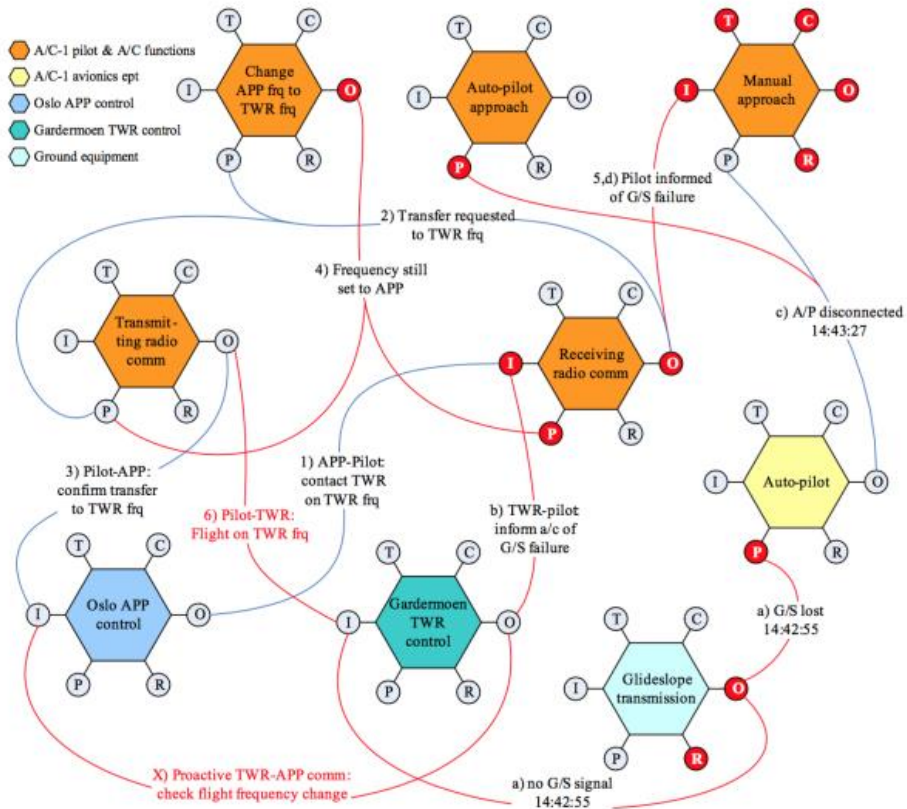 A/C-1 pilot & A/C functions
A/C-1 avionics ept
Oslo APP control
Gardermoen TWR control
Ground equipment
T
C
I
Change
APP frq to
TWR frq
O
P
R
T
C
I
Auto-pilot
approach
O
P
R
T
C
I
Manual
approach
O
P
R
5,d) Pilot informed
of G/S failure
2) Transfer requested
to TWR frq
4) Frequency still
set to APP
c) A/P disconnected
14:43:27
T
C
I
Transmit-
ting radio
comm
O
P
R
T
C
I
Receiving
radio comm
O
P
R
3) Pilot-APP:
confirm transfer
to TWR frq
1) APP-Pilot:
contact TWR
on TWR frq
6) Pilot-TWR:
Flight on TWR frq
b) TWR-pilot
inform a/c of
G/S failure
T
C
I
Auto-pilot
O
P
R
T
C
I
Oslo APP
control
O
P
R
T
C
I
Gardermoen
TWR
control
O
P
R
a) G/S lost
14:42:55
T
C
I
Glideslope
transmission
O
P
R
X) Proactive TWR-APP comm:
check flight frequency change
a) no G/S signal
14:42:55